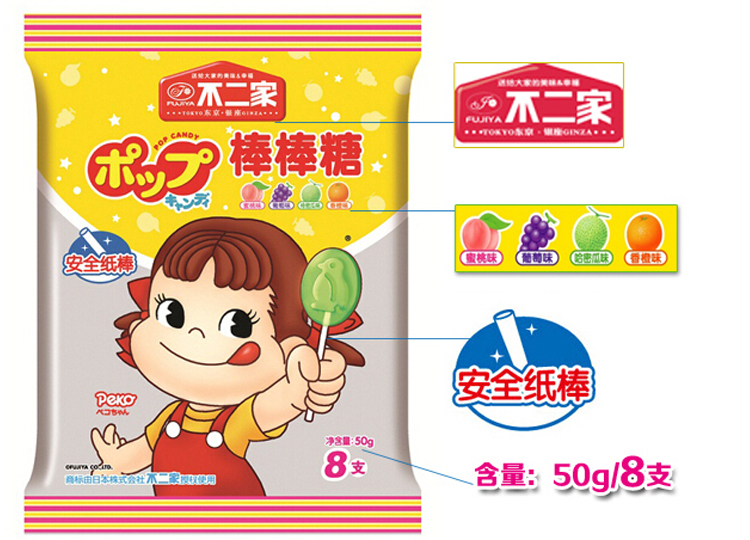 送给大家的美味&幸福
FUJIYA 不二家
TOKYO东京·银座GINZA
POP CANDY
ポップ
キャンディ
棒棒糖
蜜桃味 葡萄味 哈密瓜味 香橙味
®
安全纸棒
Peko
ペコちゃん
净含量:50g
8支
©FUJIYA CO.,LTD.
商标由日本株式会社不二家授权使用
送给大家的美味&幸福
FUJIYA 不二家
TOKYO东京·银座GINZA
蜜桃味 葡萄味 哈密瓜味 香橙味
安全纸棒
含量: 50g/8支